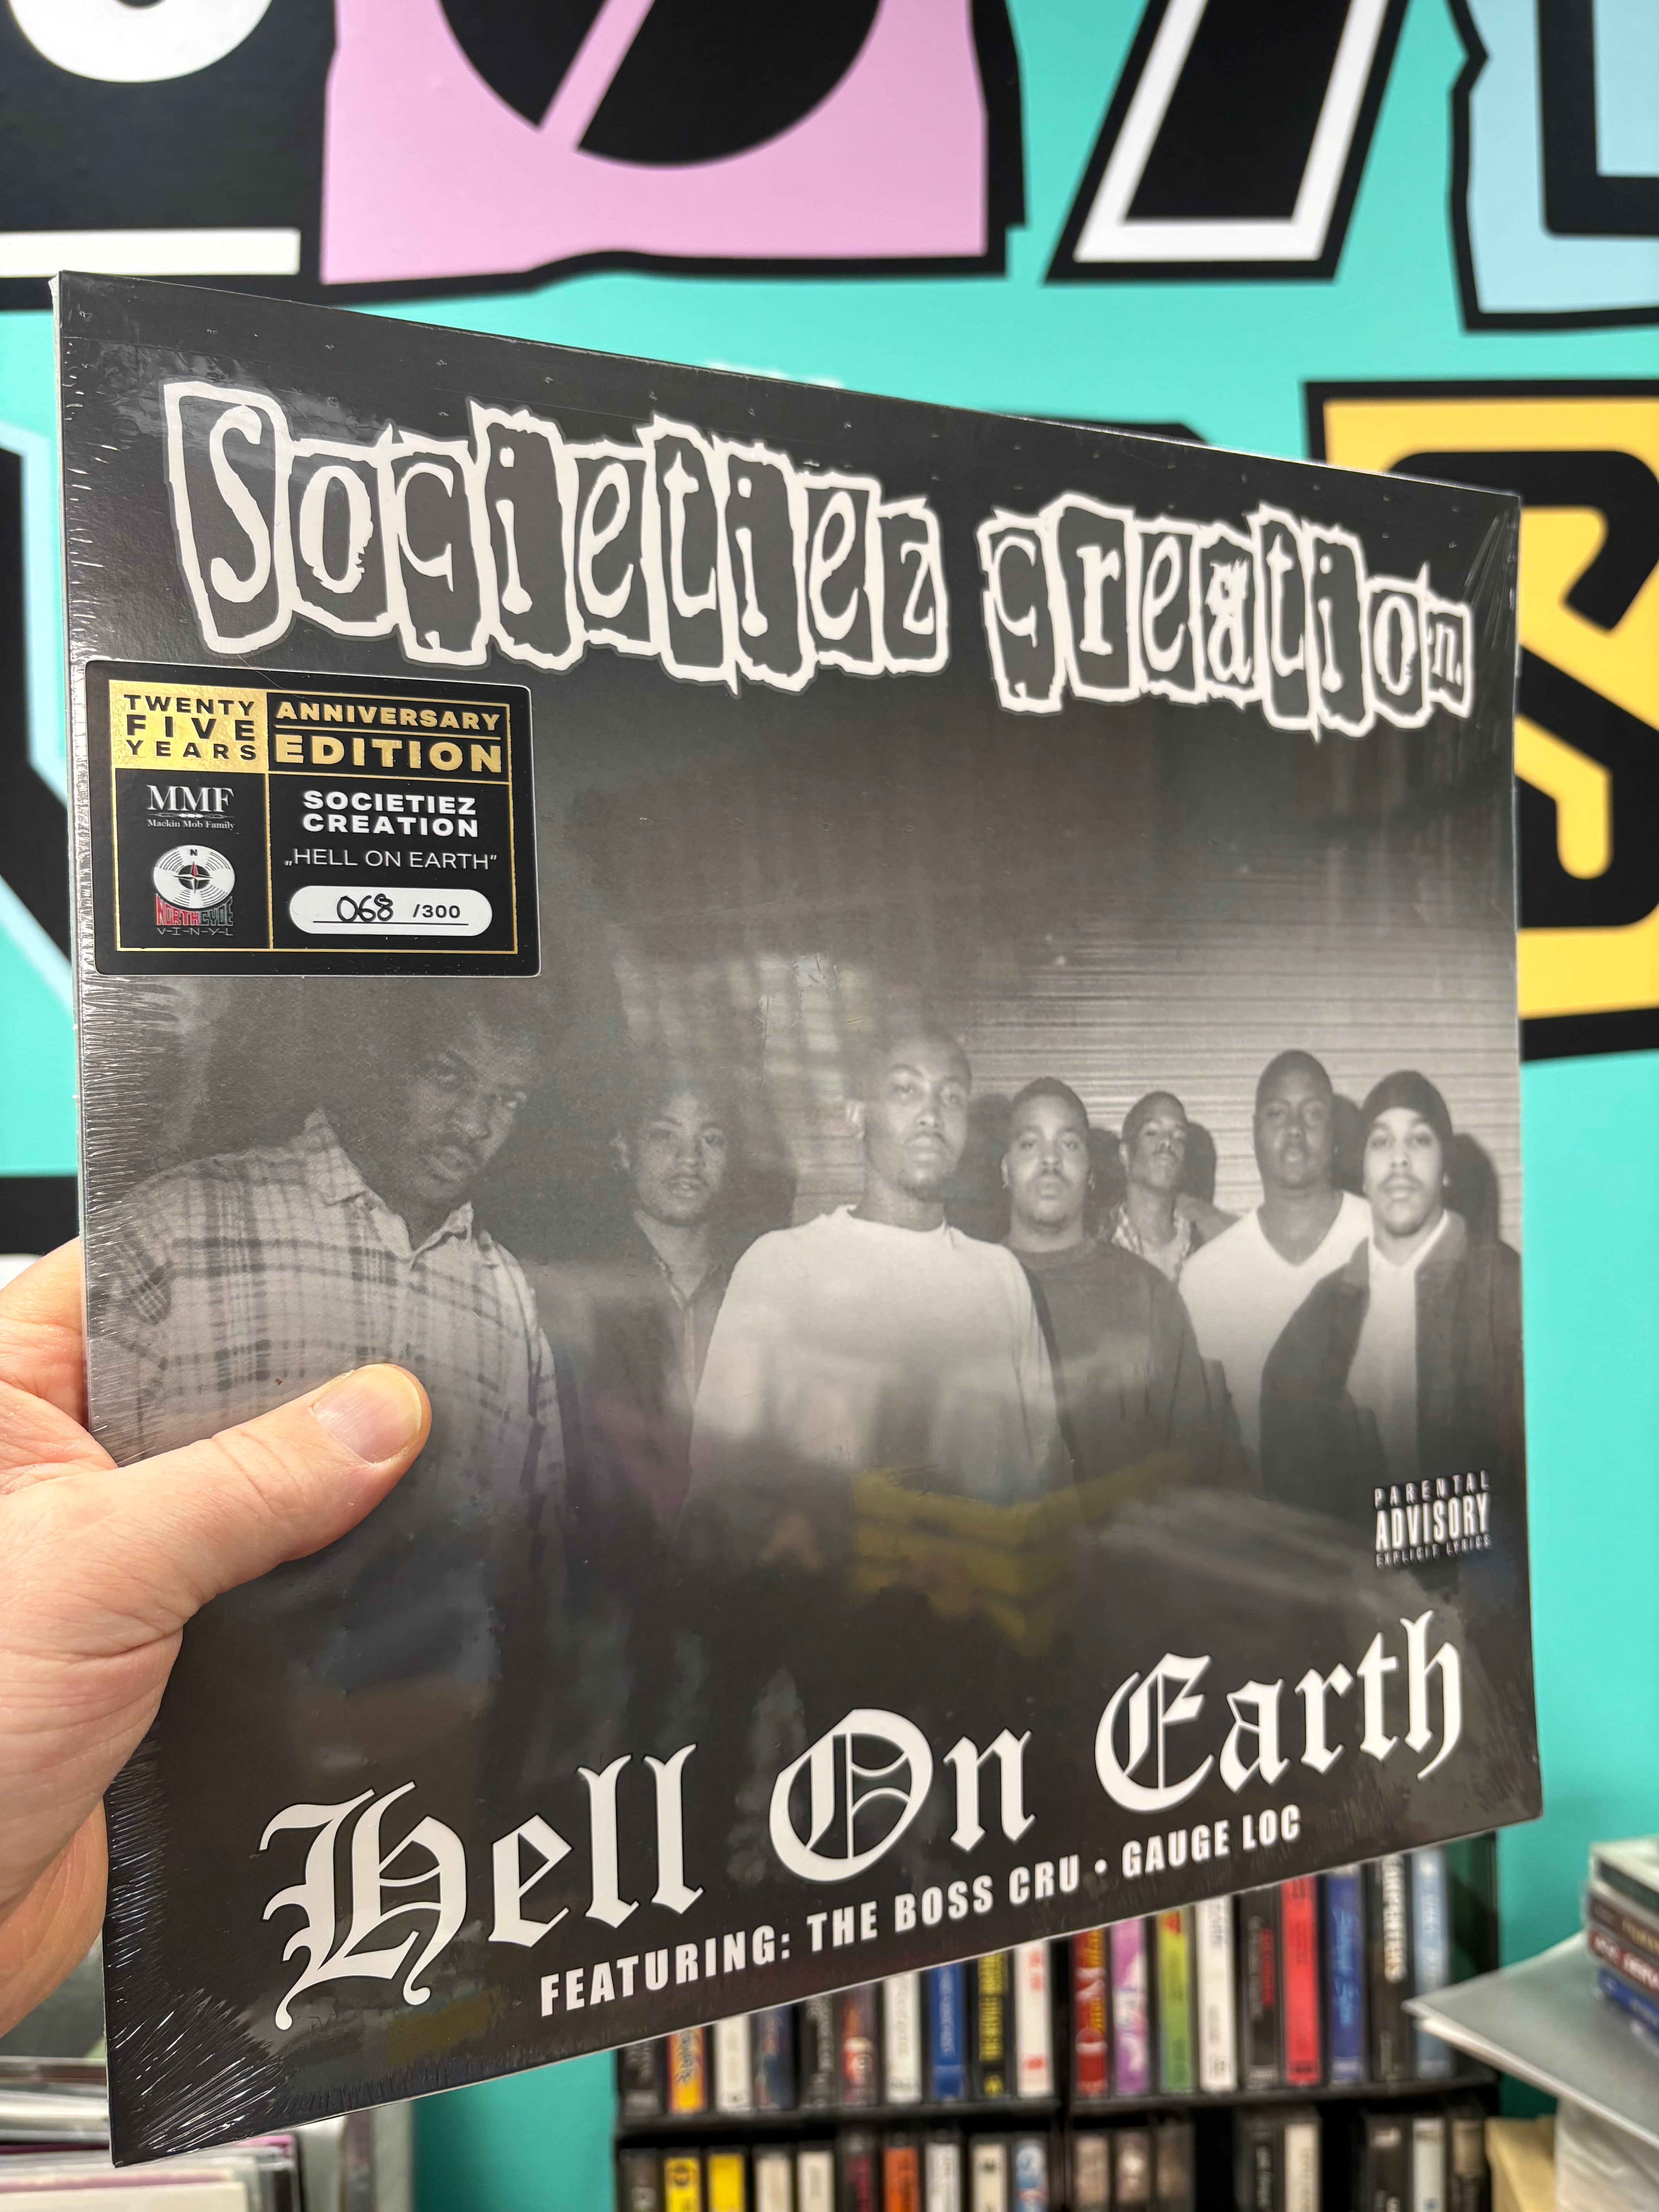 Societiez creation
TWENTY
FIVE
YEARS
ANNIVERSARY
EDITION
MMF
Mackin Mob Family
N
NORTHCYDE
V-I-N-Y-L
SOCIETIEZ
CREATION
„HELL ON EARTH“
068 /300
PARENTAL
ADVISORY
EXPLICIT LYRICS
Hell On Earth
FEATURING: THE BOSS CRU • GAUGE LOC